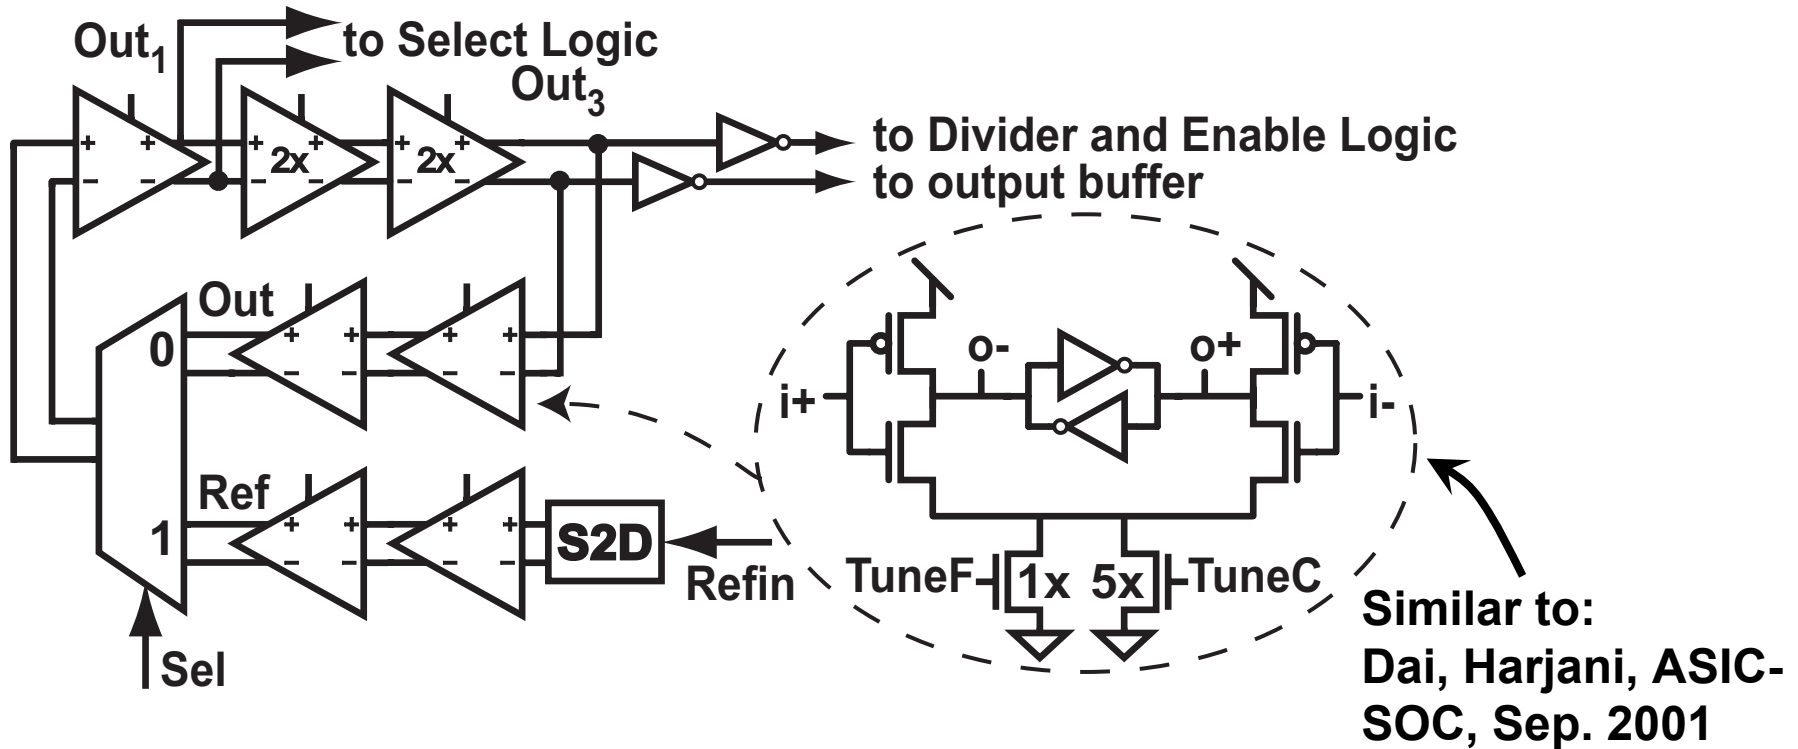 Out1
to Select Logic
Out3
+ + + + + +
2x 2x
- - - - - -
to Divider and Enable Logic
to output buffer
Out
0
+ + + +
- - - -
o- o+
i+ i-
Ref
1
+ + + +
- - - -
S2D
Refin
TuneF 1x 5x TuneC
Sel
Similar to:
Dai, Harjani, ASIC-
SOC, Sep. 2001